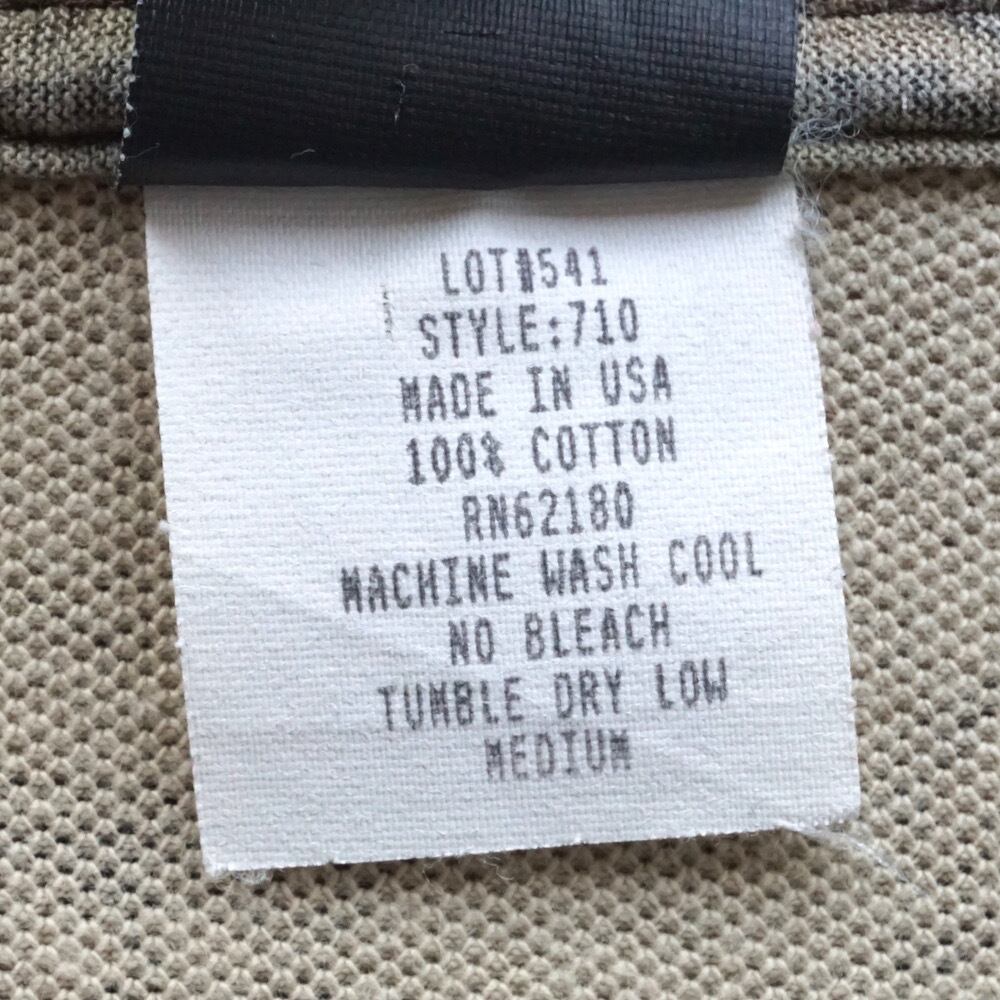 LOT#541
STYLE:710
MADE IN USA
100% COTTON
RN62180
MACHINE WASH COOL
NO BLEACH
TUMBLE DRY LOW
MEDIUM